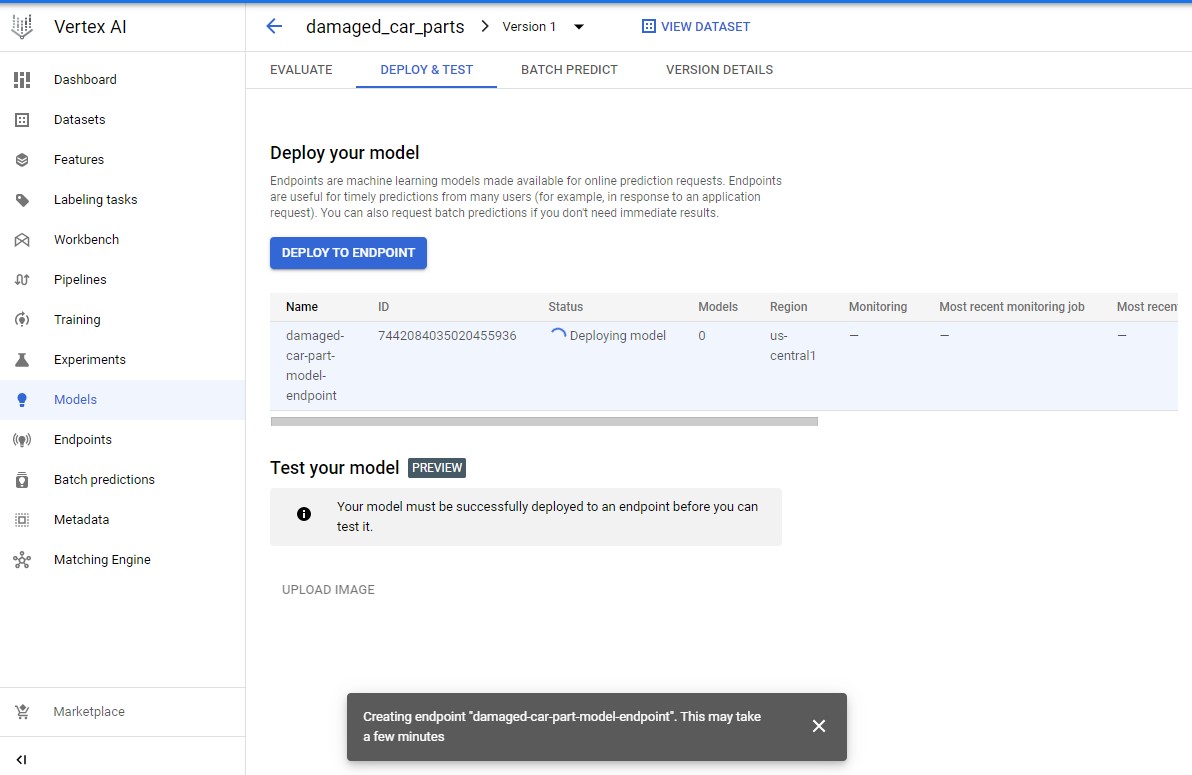 Vertex AI
damaged_car_parts
Version 1
VIEW DATASET
EVALUATE
DEPLOY & TEST
BATCH PREDICT
VERSION DETAILS
Dashboard
Datasets
Features
Labeling tasks
Workbench
Pipelines
Training
Experiments
Models
Endpoints
Batch predictions
Metadata
Matching Engine
Marketplace
Deploy your model
Endpoints are machine learning models made available for online prediction requests. Endpoints
are useful for timely predictions from many users (for example, in response to an application
request). You can also request batch predictions if you don't need immediate results.
DEPLOY TO ENDPOINT
Name ID Status Models Region Monitoring Most recent monitoring job Most recen
damaged- 7442084035020455936 Deploying model 0 us- — — —
car-part- central1
model-
endpoint
Test your model PREVIEW
Your model must be successfully deployed to an endpoint before you can
test it.
UPLOAD IMAGE
Creating endpoint "damaged-car-part-model-endpoint". This may take
a few minutes